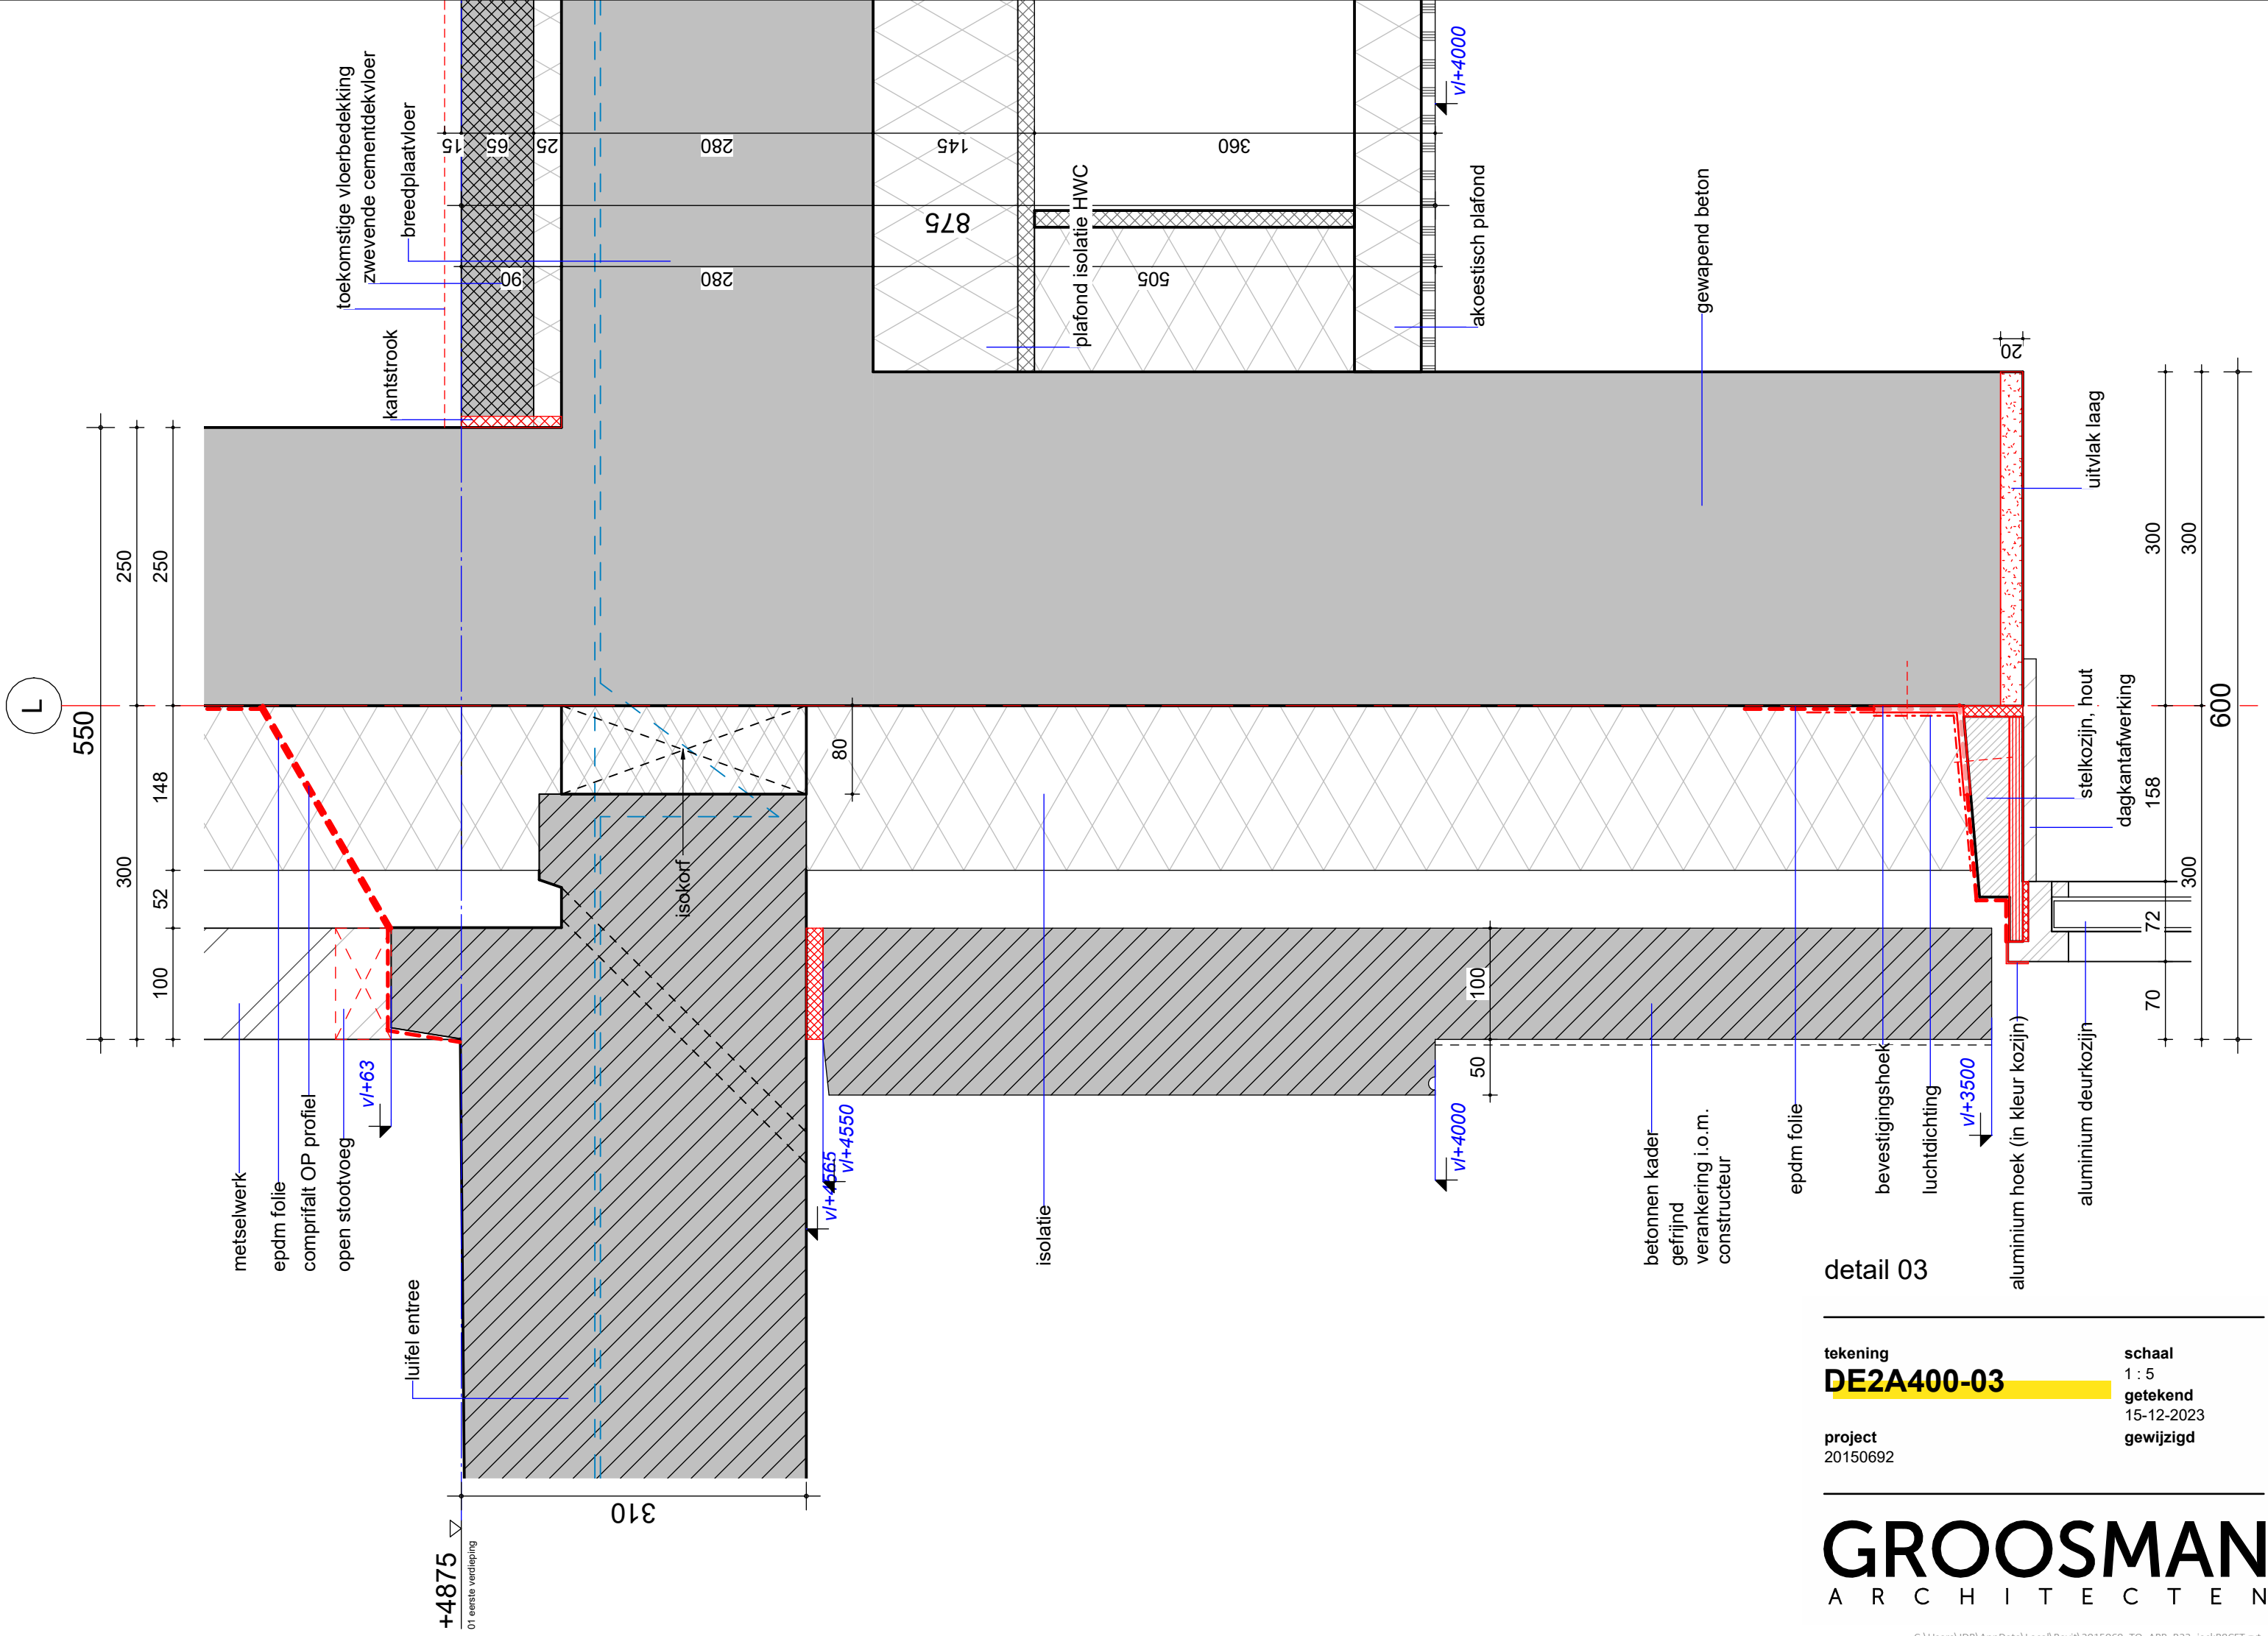 toekomstige vloerbedekking
zwevende cementdekvloer
breedplaatvloer
kantstrook
15
65
25
280
145
360
875
90
280
505
plafond isolatie HWC
vl+4000
akoestisch plafond
gewapend beton
20
uitvlak laag
L
550
250
250
300
148
52
100
80
isokorf
300
300
600
stelkozijn, hout
dagkantafwerking
158
300
72
70
100
50
metselwerk
epdm folie
comprifalt OP profiel
open stootvoeg
vl+63
luifel entree
vl+4565
vl+4550
isolatie
vl+4000
betonnen kader
gefrijnd
verankering i.o.m.
constructeur
epdm folie
bevestigingshoek
luchtdichting
vl+3500
aluminium hoek (in kleur kozijn)
aluminium deurkozijn
310
+4875
01 eerste verdieping
detail 03
tekening
DE2A400-03
schaal
1 : 5
getekend
15-12-2023
project
20150692
gewijzigd
GROOSMAN
ARCHITECTEN